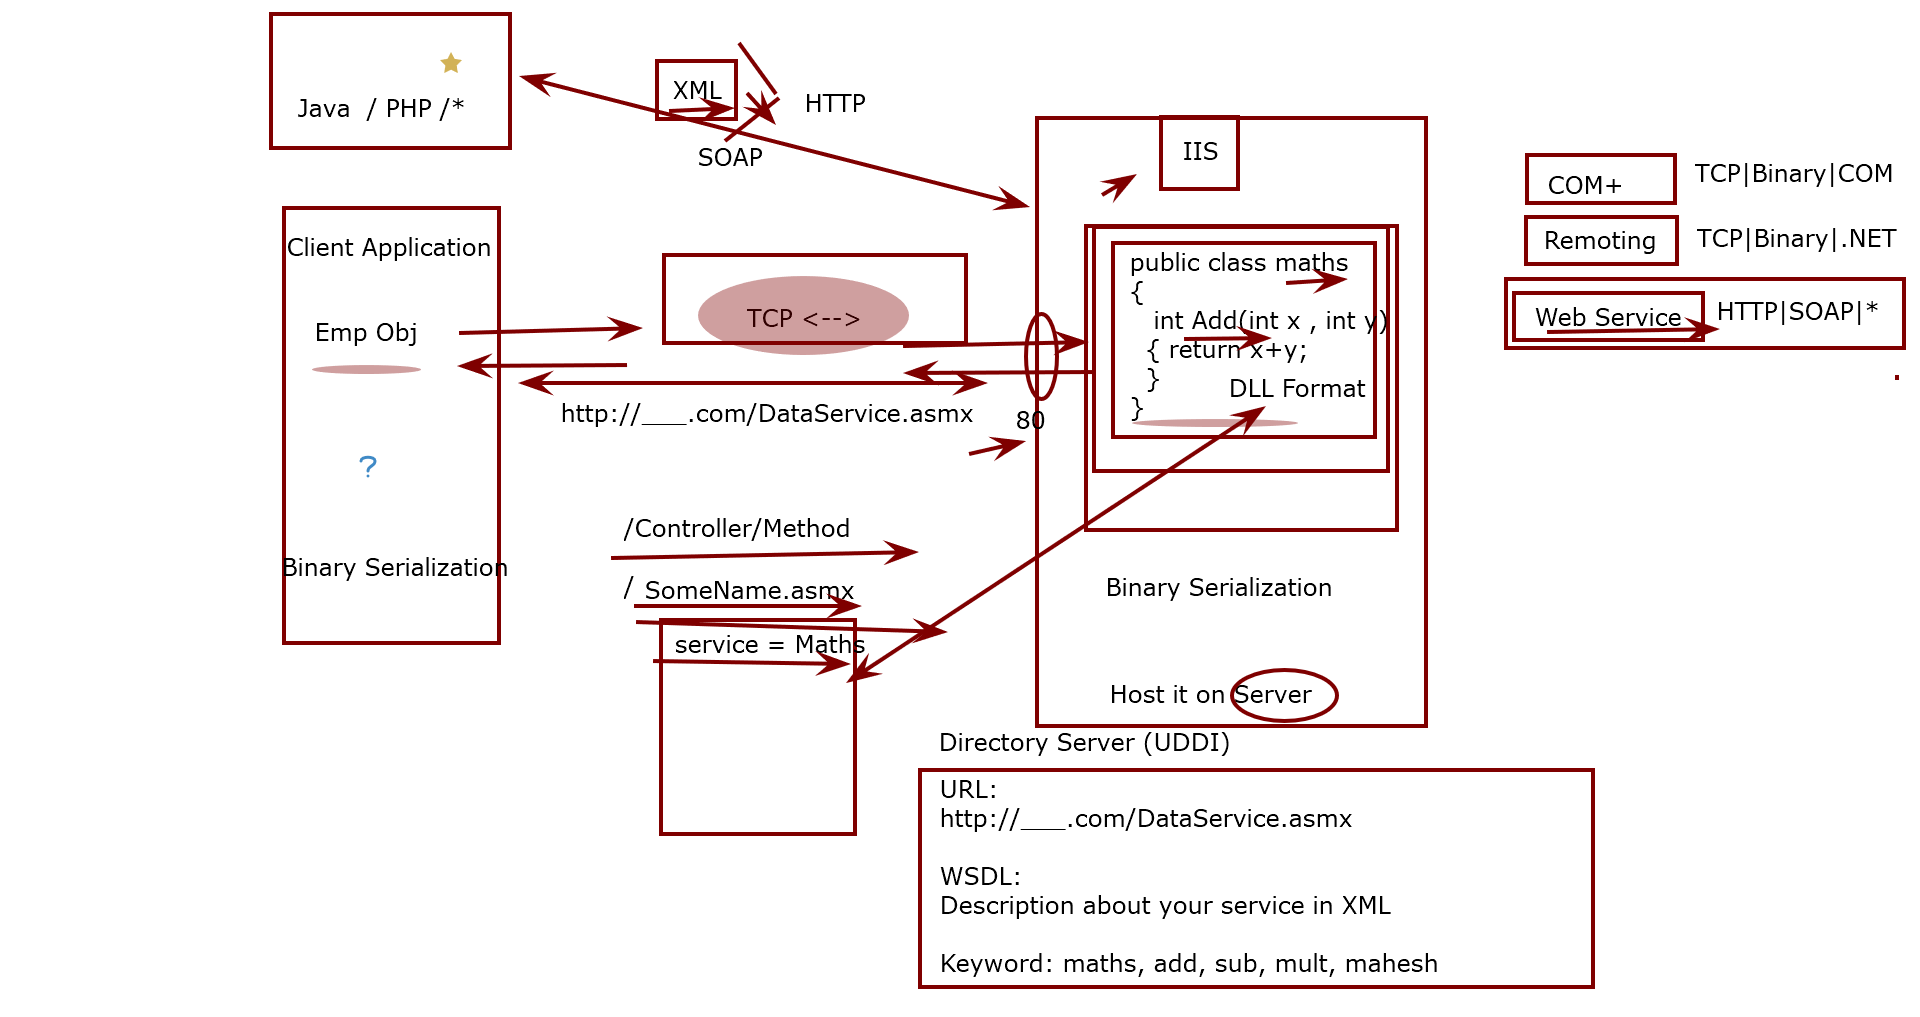 Java / PHP /*
XML
HTTP
SOAP
IIS
COM+
TCP|Binary|COM
Remoting
TCP|Binary|.NET
Web Service
HTTP|SOAP|*
Client Application
Emp Obj
?
Binary Serialization
TCP <-->
http://___.com/DataService.asmx
80
public class maths
{
int Add(int x , int y)
{ return x+y;
}
}
DLL Format
/Controller/Method
/ SomeName.asmx
service = Maths
Binary Serialization
Host it on Server
Directory Server (UDDI)
URL:
http://___.com/DataService.asmx
WSDL:
Description about your service in XML
Keyword: maths, add, sub, mult, mahesh